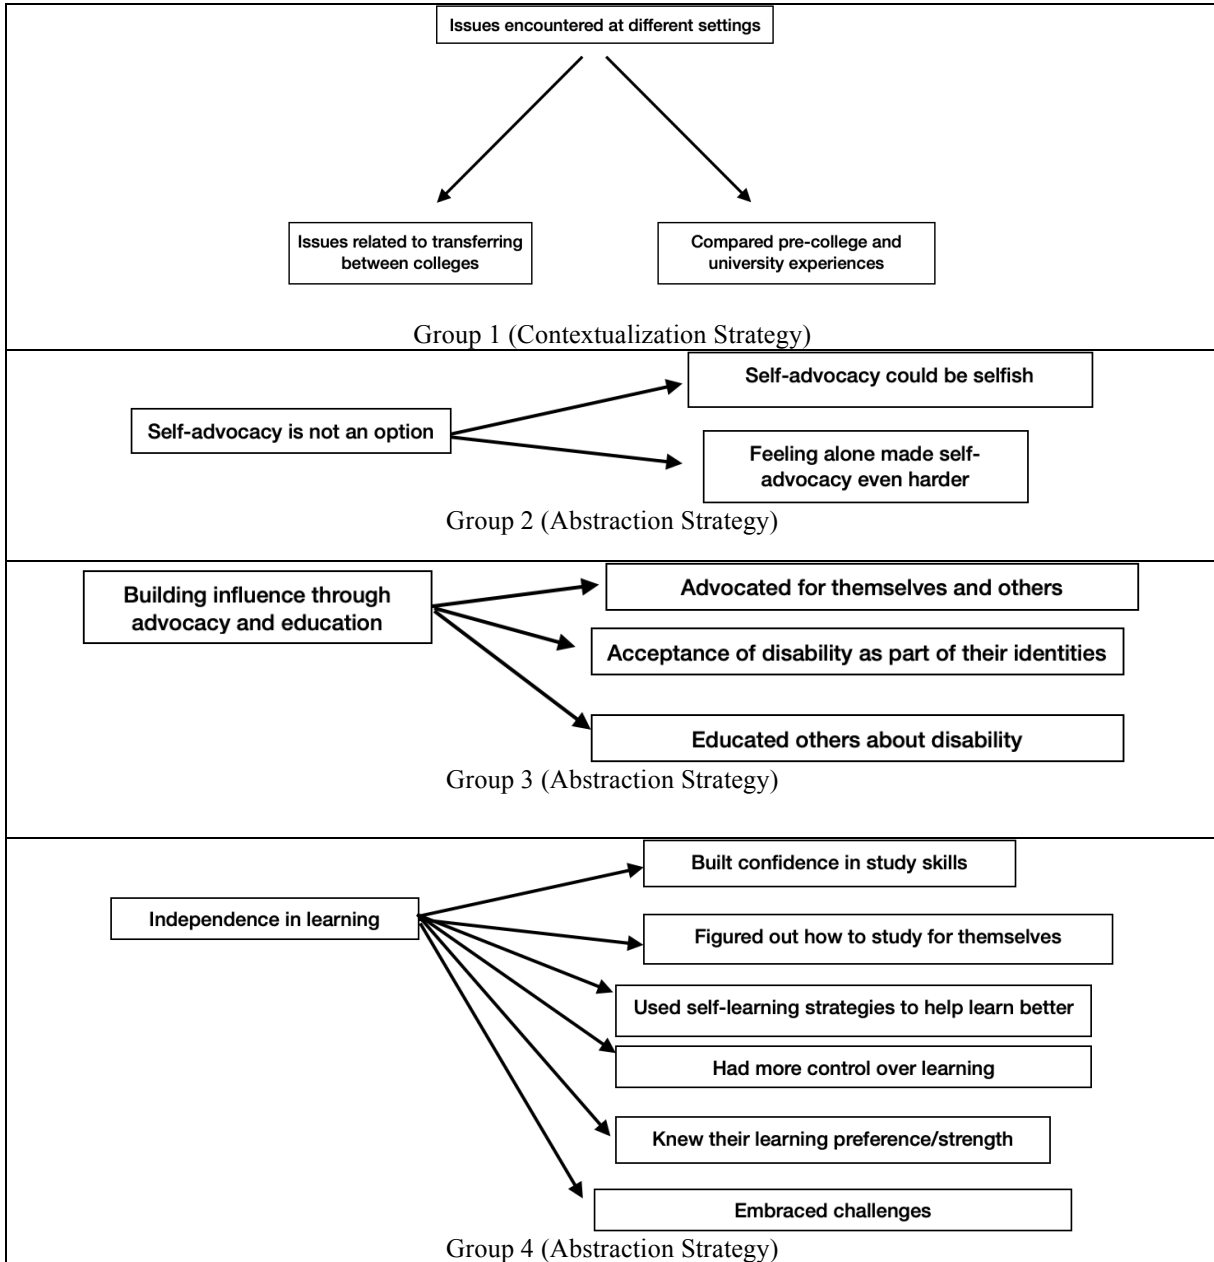 Issues encountered at different settings
Issues related to transferring
between colleges
Compared pre-college and
university experiences
Group 1 (Contextualization Strategy)
Self-advocacy is not an option
Self-advocacy could be selfish
Feeling alone made self-
advocacy even harder
Group 2 (Abstraction Strategy)
Building influence through
advocacy and education
Advocated for themselves and others
Acceptance of disability as part of their identities
Educated others about disability
Group 3 (Abstraction Strategy)
Independence in learning
Built confidence in study skills
Figured out how to study for themselves
Used self-learning strategies to help learn better
Had more control over learning
Knew their learning preference/strength
Embraced challenges
Group 4 (Abstraction Strategy)